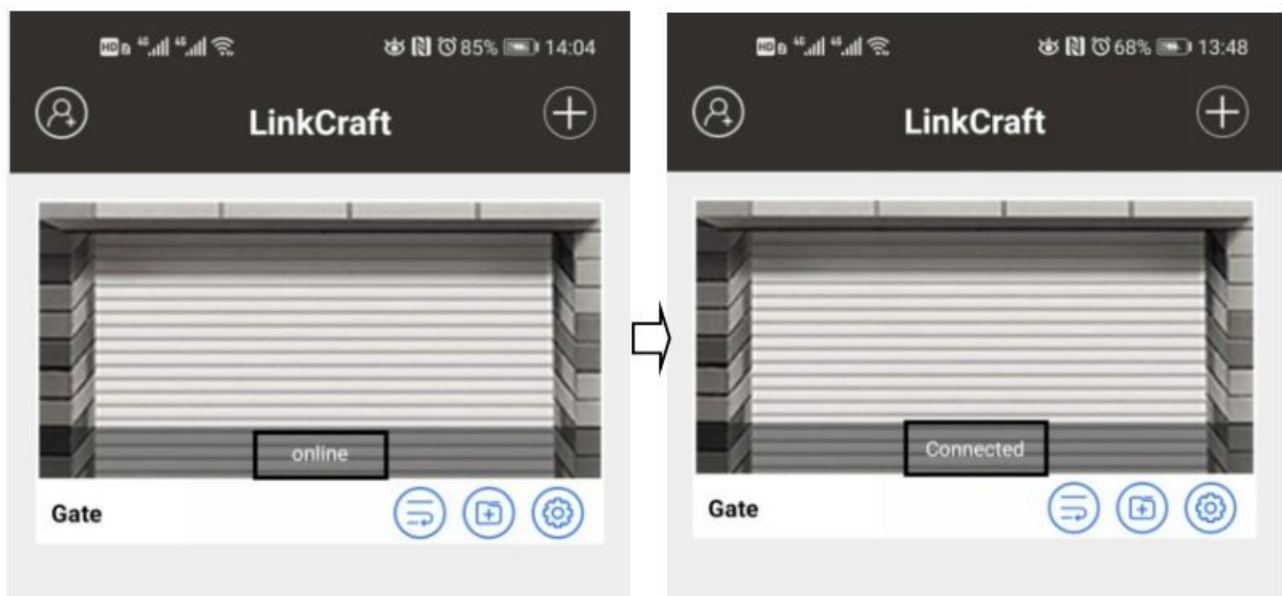 85% 14:04
LinkCraft
online
Gate
68% 13:48
LinkCraft
Connected
Gate